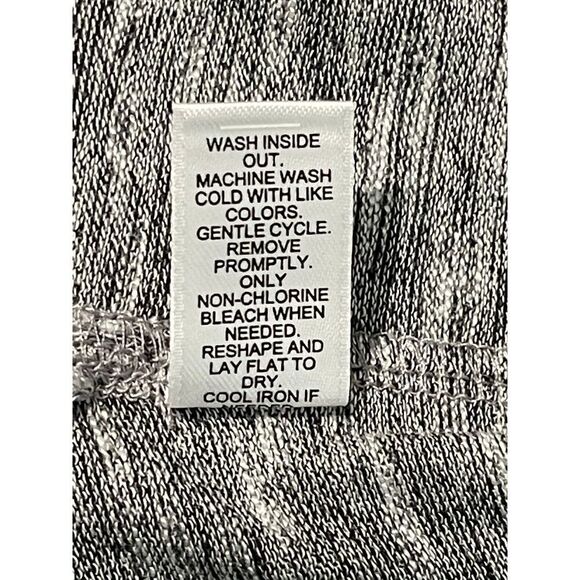 WASH INSIDE
OUT.
MACHINE WASH
COLD WITH LIKE
COLORS.
GENTLE CYCLE.
REMOVE
PROMPTLY.
ONLY
NON-CHLORINE
BLEACH WHEN
NEEDED.
RESHAPE AND
LAY FLAT TO
DRY.
COOL IRON IF